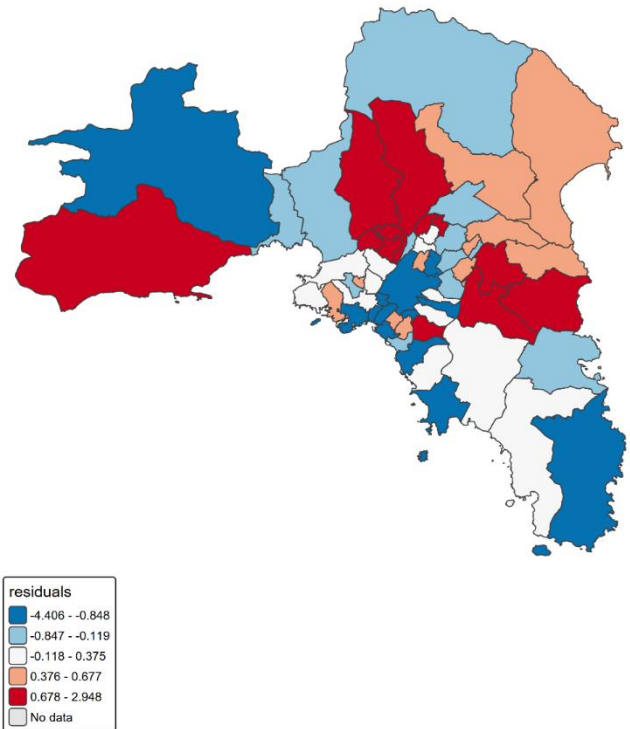 residuals
-4.406 - -0.848
-0.847 - -0.119
-0.118 - 0.375
0.376 - 0.677
0.678 - 2.948
No data